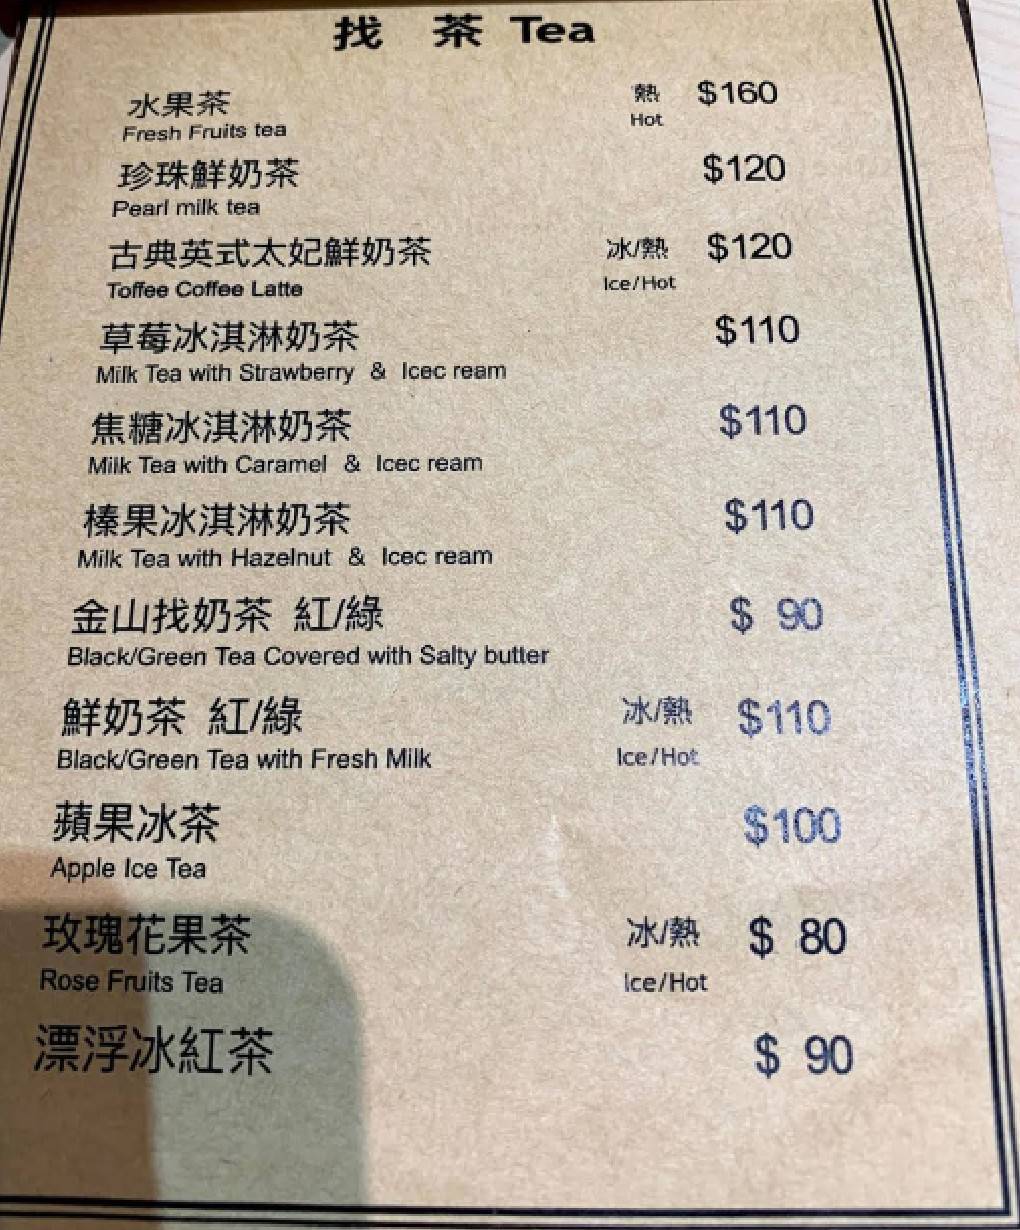 找 茶 Tea
水果茶 熱 $160
Fresh Fruits tea Hot
珍珠鮮奶茶 $120
Pearl milk tea
古典英式太妃鮮奶茶 冰/熱 $120
Toffee Coffee Latte Ice/Hot
草莓冰淇淋奶茶 $110
Milk Tea with Strawberry & Icec ream
焦糖冰淇淋奶茶 $110
Milk Tea with Caramel & Icec ream
榛果冰淇淋奶茶 $110
Milk Tea with Hazelnut & Icec ream
金山找奶茶 紅/綠 $ 90
Black/Green Tea Covered with Salty butter
鮮奶茶 紅/綠 冰/熱 $110
Black/Green Tea with Fresh Milk Ice/Hot
蘋果冰茶 $100
Apple Ice Tea
玫瑰花果茶 冰/熱 $ 80
Rose Fruits Tea Ice/Hot
漂浮冰紅茶 $ 90